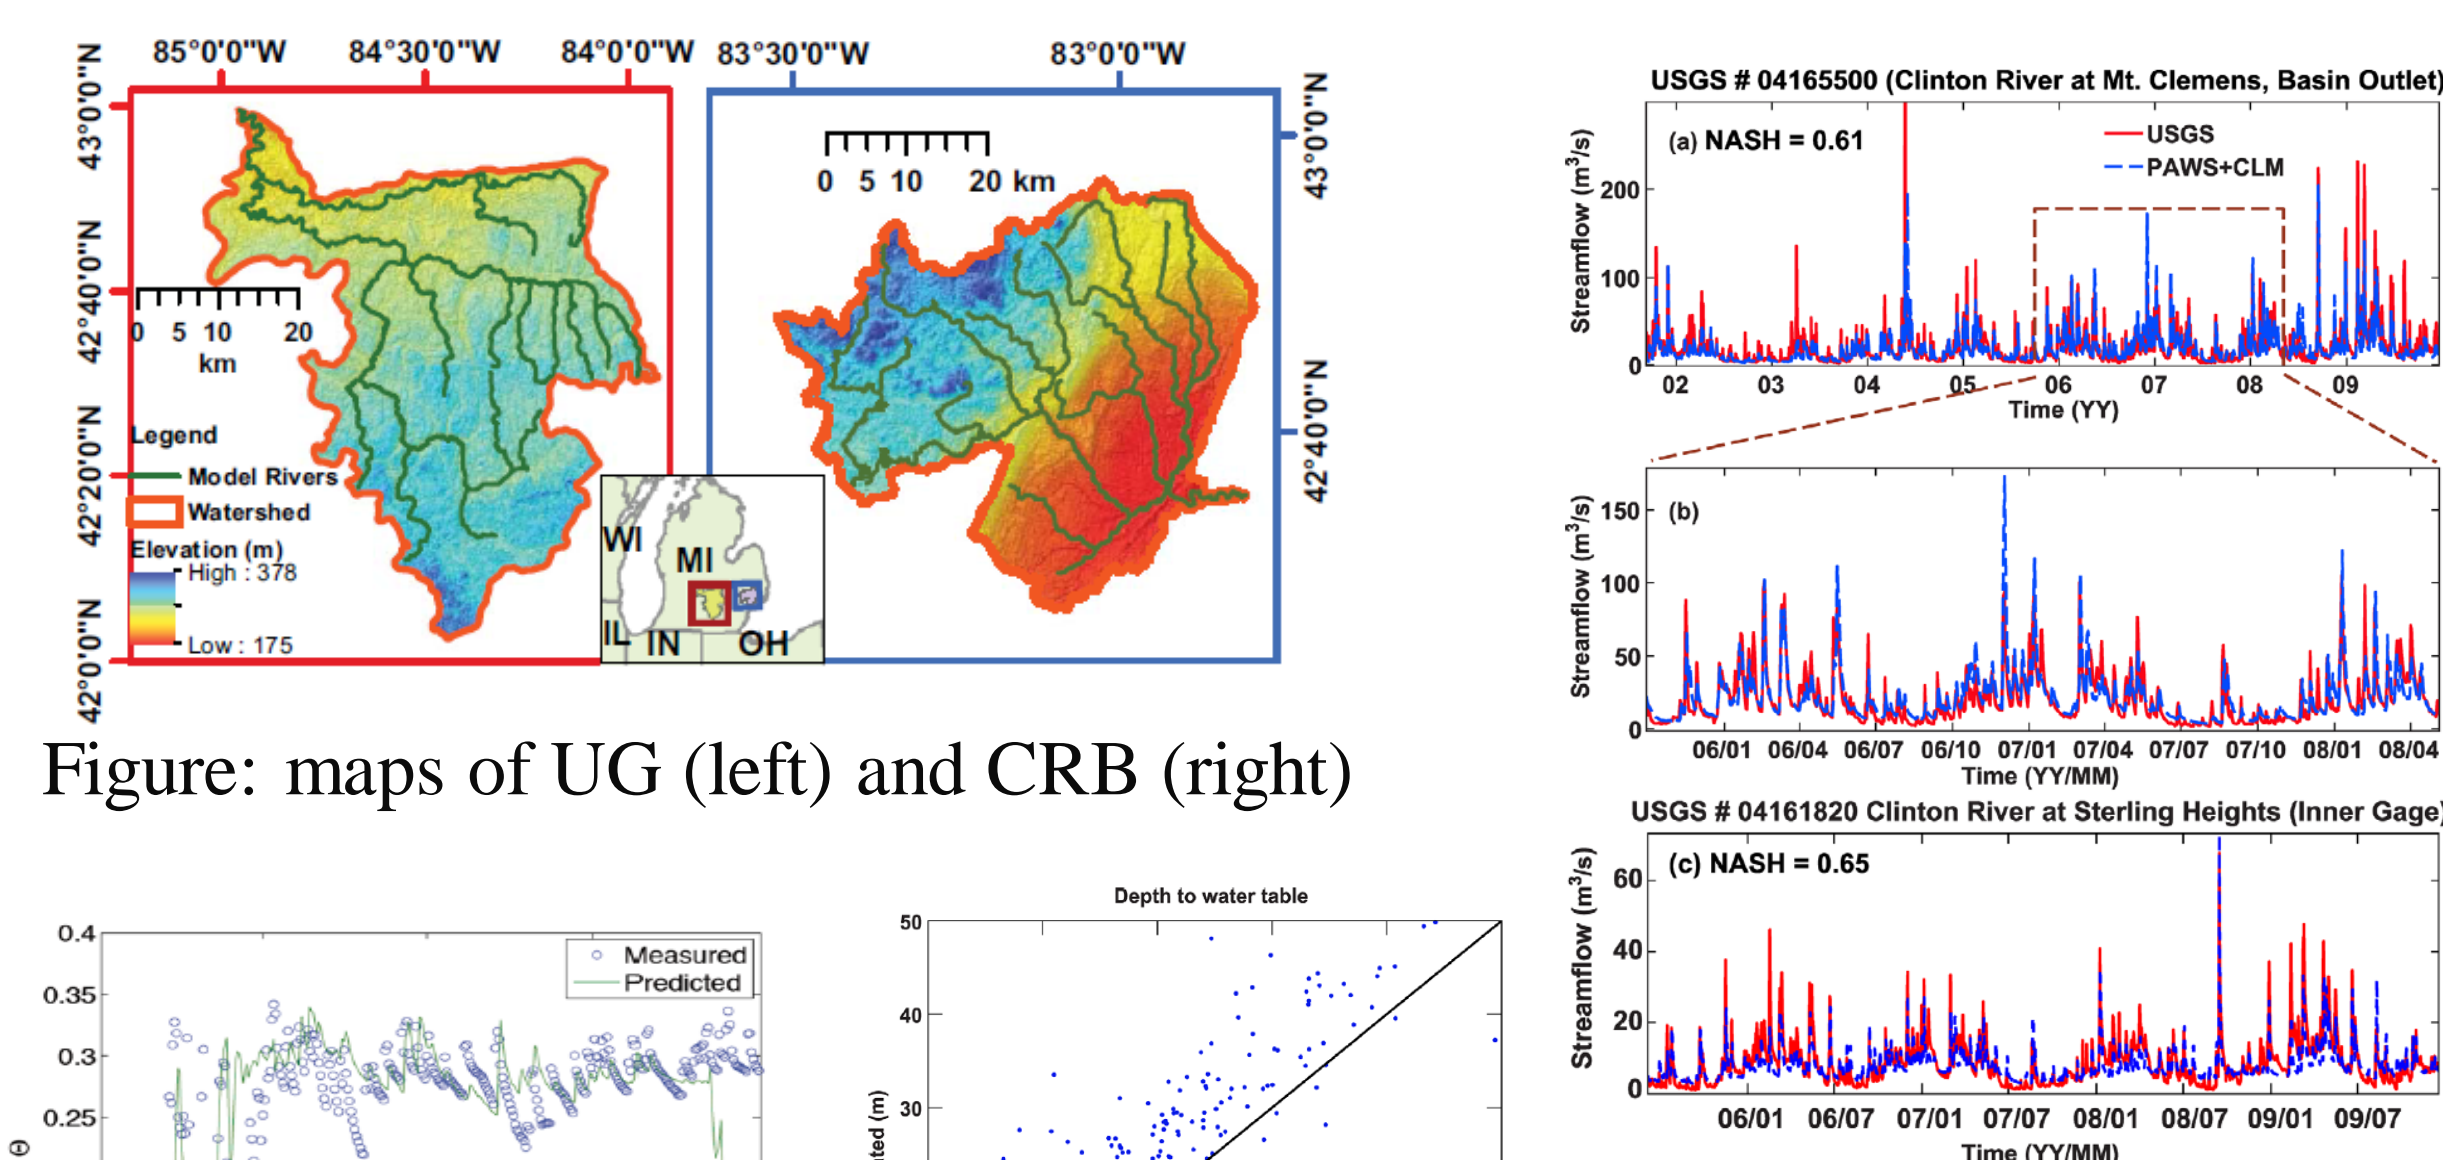 85°0'0"W 84°30'0"W 84°0'0"W 83°30'0"W 83°0'0"W
43°0'0"N
42°40'0"N
42°20'0"N
42°0'0"N
0 5 10 20
km
Legend
Model Rivers
Watershed
Elevation (m)
High : 378
Low : 175
WI
MI
IL IN OH
0 5 10 20 km
43°0'0"N
42°40'0"N
Figure: maps of UG (left) and CRB (right)
0.4
0.35
0.3
0.25
Θ
Measured
Predicted
Depth to water table
50
40
30
(m)
USGS # 04165500 (Clinton River at Mt. Clemens, Basin Outlet)
(a) NASH = 0.61
USGS
PAWS+CLM
Streamflow (m³/s)
200
100
0
02 03 04 05 06 07 08 09
Time (YY)
(b)
Streamflow (m³/s)
150
100
50
0
06/01 06/04 06/07 06/10 07/01 07/04 07/07 07/10 08/01 08/04
Time (YY/MM)
USGS # 04161820 Clinton River at Sterling Heights (Inner Gage)
(c) NASH = 0.65
Streamflow (m³/s)
60
40
20
0
06/01 06/07 07/01 07/07 08/01 08/07 09/01 09/07
Time (YY/MM)